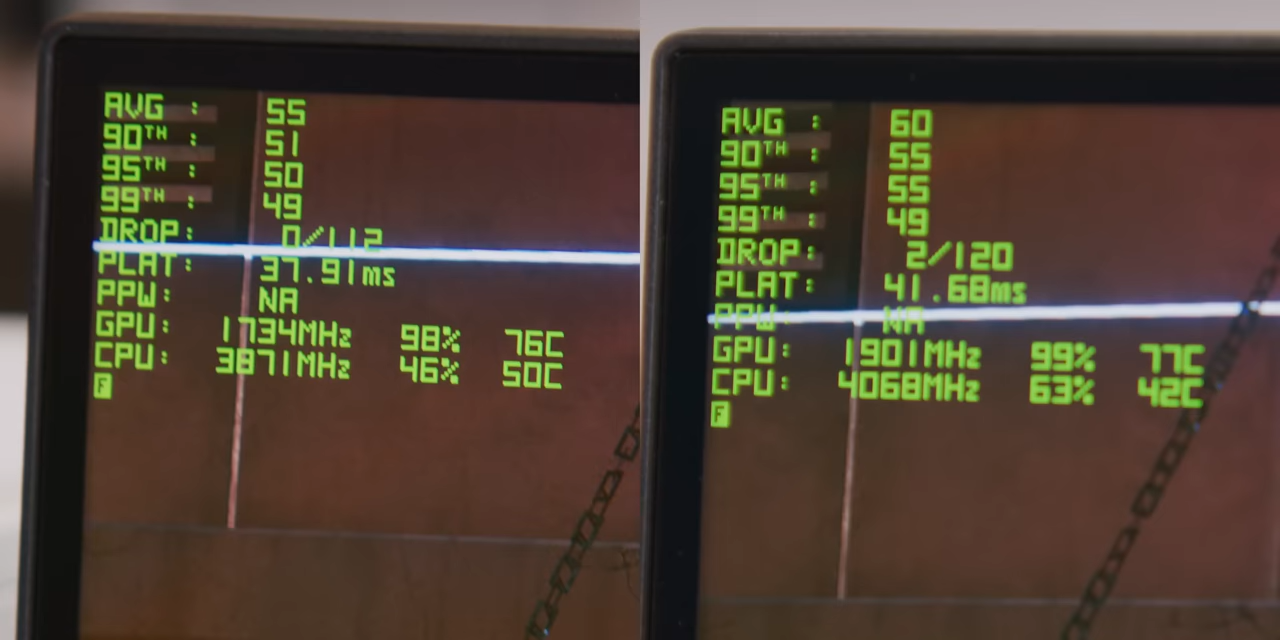 AVG : 55
90TH : 51
95TH : 50
99TH : 49
DROP: 0/112
PLAT: 37.91ms
PPW: NA
GPU: 1734MHz 98% 76C
CPU: 3871MHz 46% 50C
F
AVG : 60
90TH : 55
95TH : 55
99TH : 49
DROP: 2/120
PLAT: 41.68ms
PPW: NA
GPU: 1901MHz 99% 77C
CPU: 4068MHz 63% 42C
F